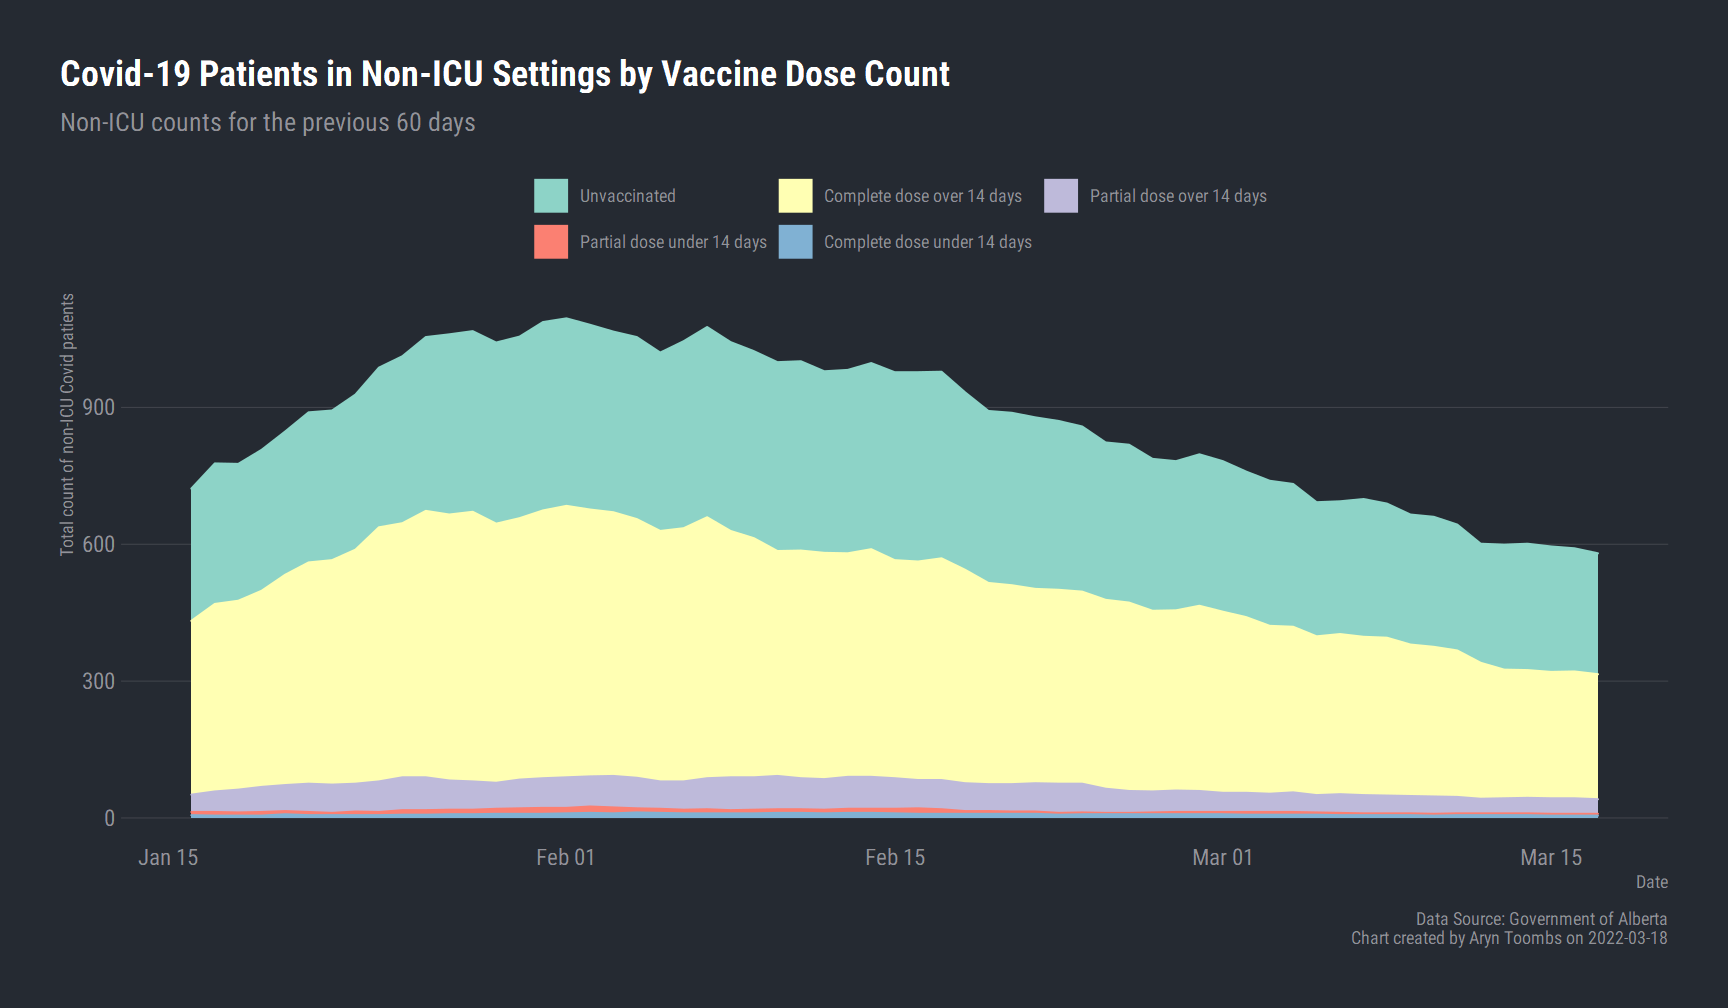 Covid-19 Patients in Non-ICU Settings by Vaccine Dose Count
Non-ICU counts for the previous 60 days
Unvaccinated
Complete dose over 14 days
Partial dose over 14 days
Partial dose under 14 days
Complete dose under 14 days
Total count of non-ICU Covid patients
900
600
300
0
Jan 15
Feb 01
Feb 15
Mar 01
Mar 15
Date
Data Source: Government of Alberta
Chart created by Aryn Toombs on 2022-03-18